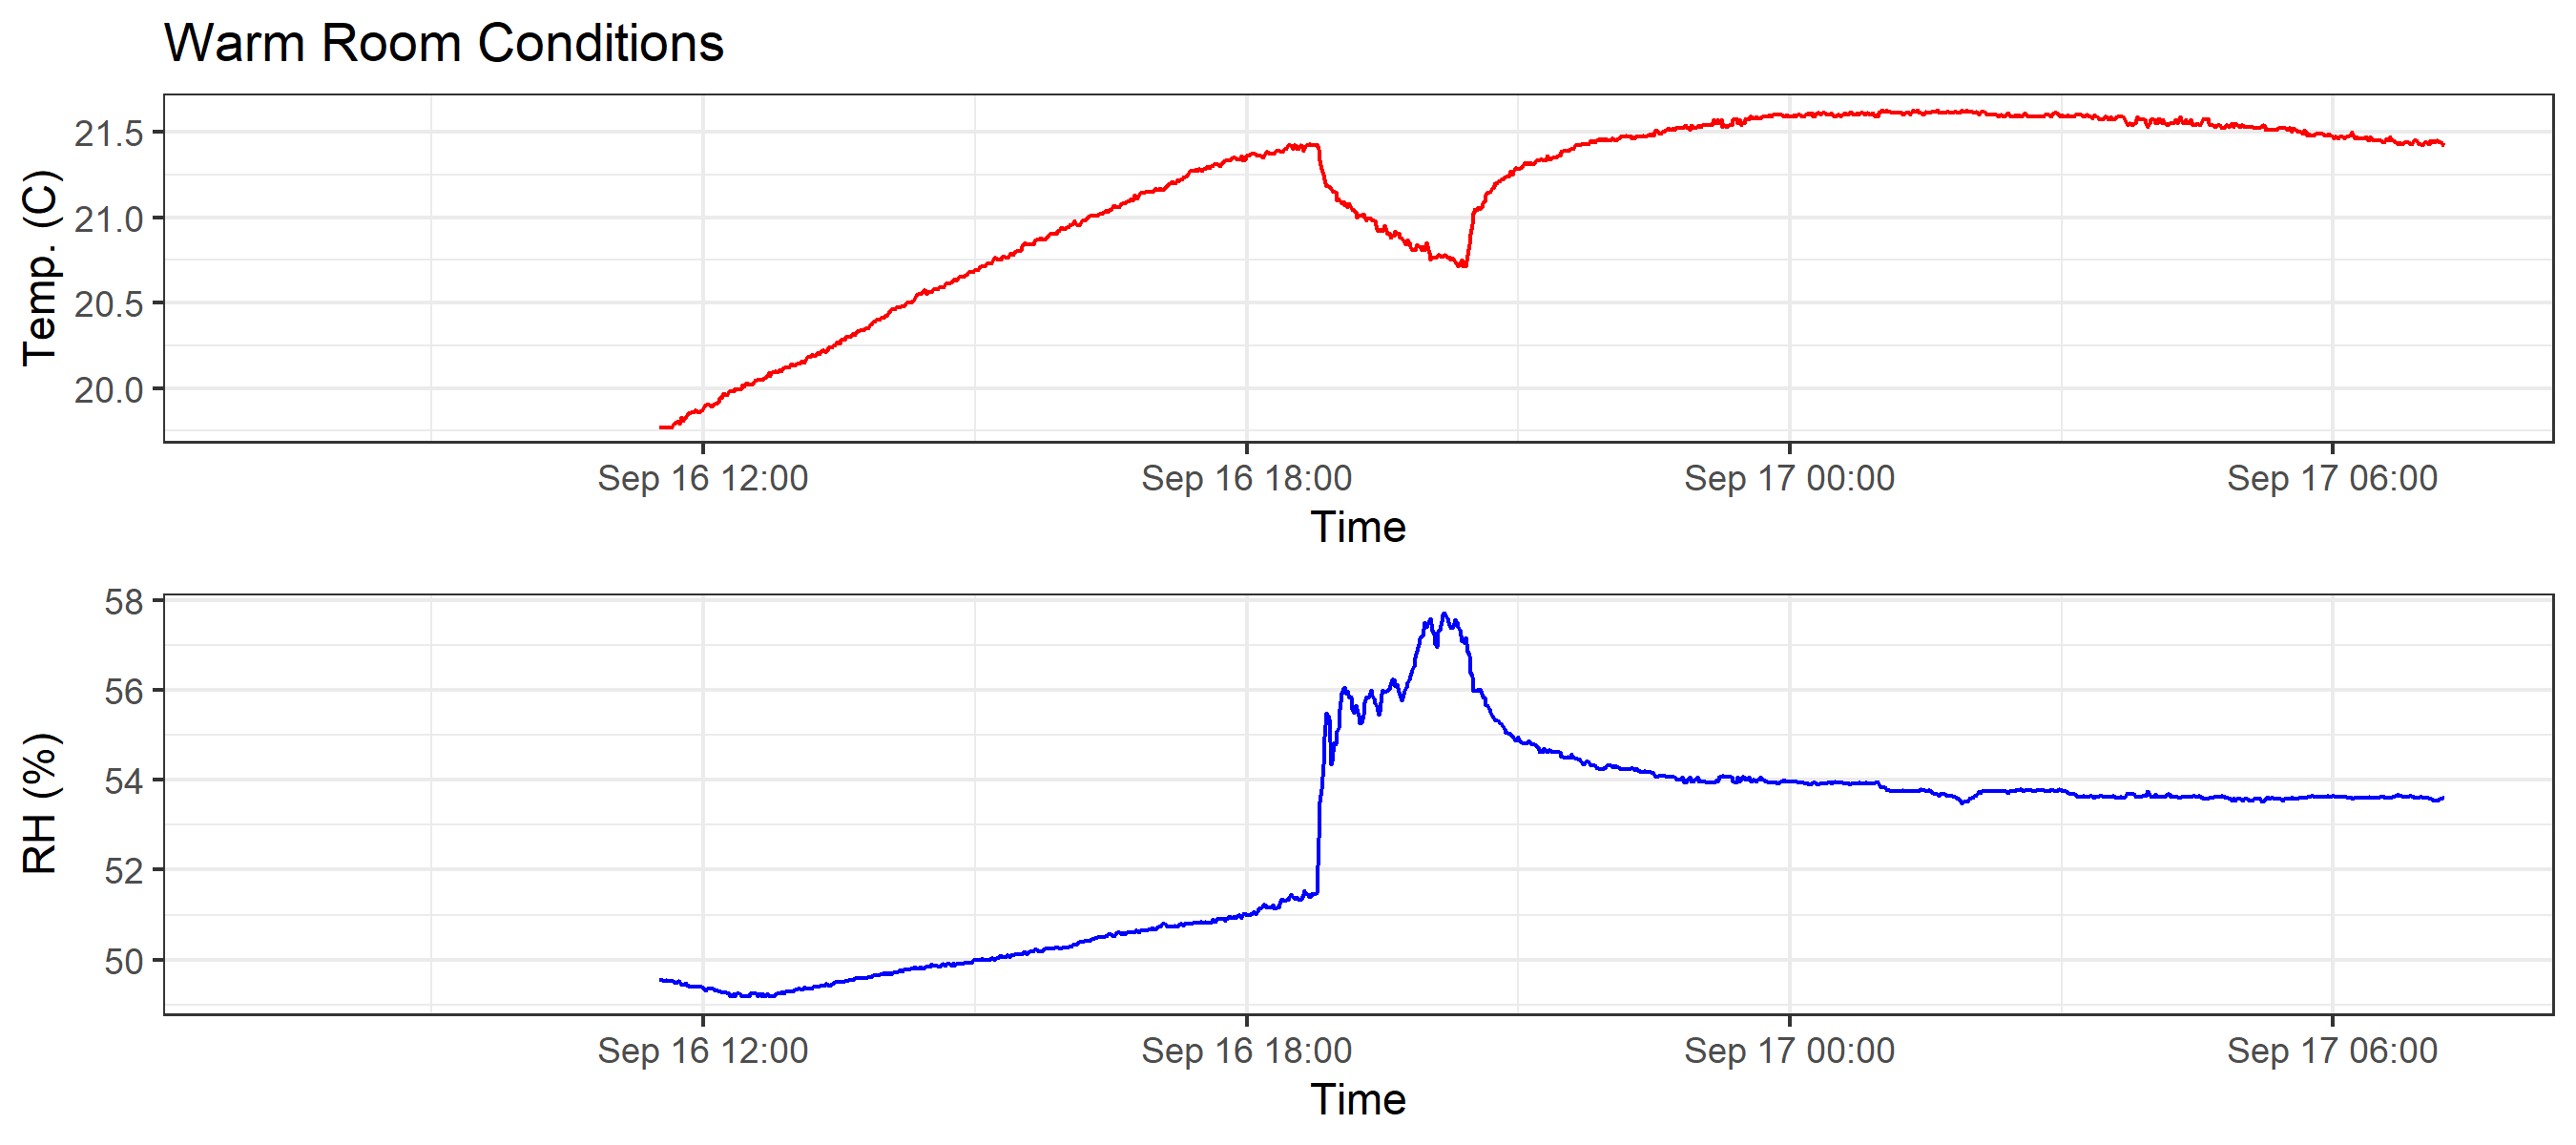 Warm Room Conditions
Temp. (C)
21.5
21.0
20.5
20.0
Sep 16 12:00 Sep 16 18:00 Sep 17 00:00 Sep 17 06:00
Time
RH (%)
58
56
54
52
50
Sep 16 12:00 Sep 16 18:00 Sep 17 00:00 Sep 17 06:00
Time